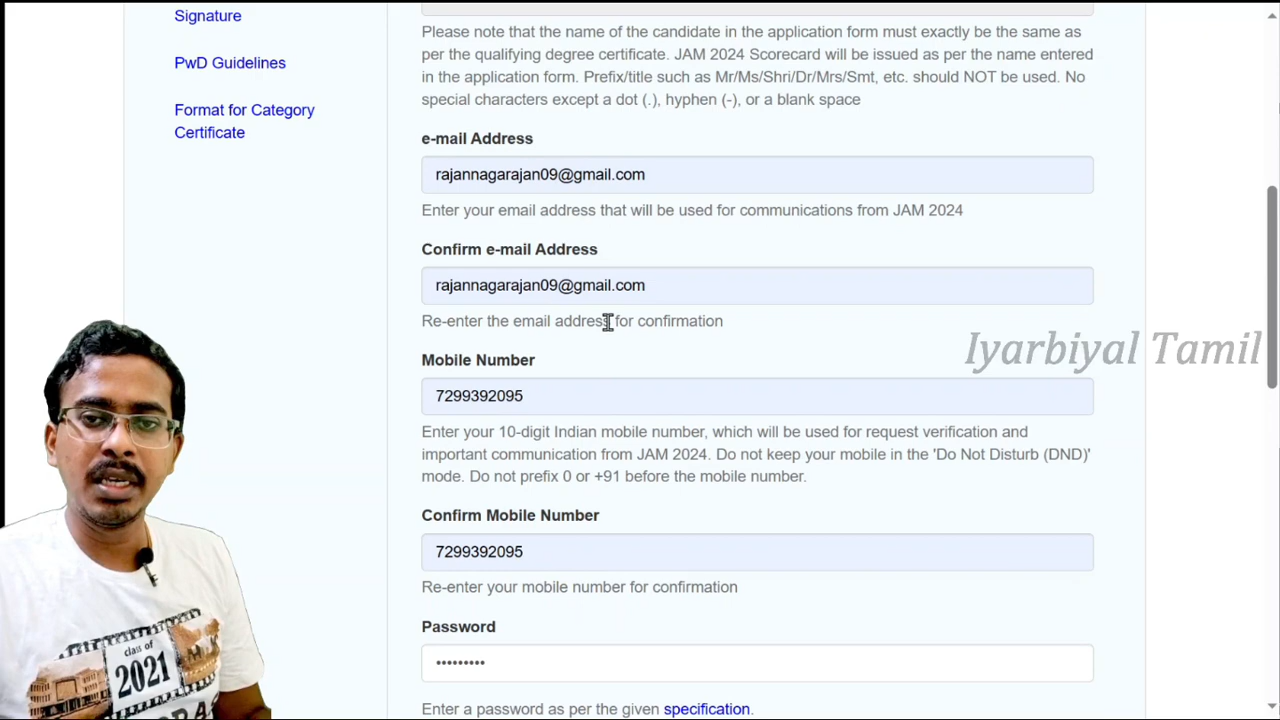 Signature
PwD Guidelines
Format for Category
Certificate
Please note that the name of the candidate in the application form must exactly be the same as
per the qualifying degree certificate. JAM 2024 Scorecard will be issued as per the name entered
in the application form. Prefix/title such as Mr/Ms/Shri/Dr/Mrs/Smt, etc. should NOT be used. No
special characters except a dot (.), hyphen (-), or a blank space
e-mail Address
rajannagarajan09@gmail.com
Enter your email address that will be used for communications from JAM 2024
Confirm e-mail Address
rajannagarajan09@gmail.com
Re-enter the email address for confirmation
Mobile Number
7299392095
Enter your 10-digit Indian mobile number, which will be used for request verification and
important communication from JAM 2024. Do not keep your mobile in the 'Do Not Disturb (DND)'
mode. Do not prefix 0 or +91 before the mobile number.
Confirm Mobile Number
7299392095
Re-enter your mobile number for confirmation
Password
•••••••••
Enter a password as per the given specification.
Iyarbiyal Tamil
class of
2021